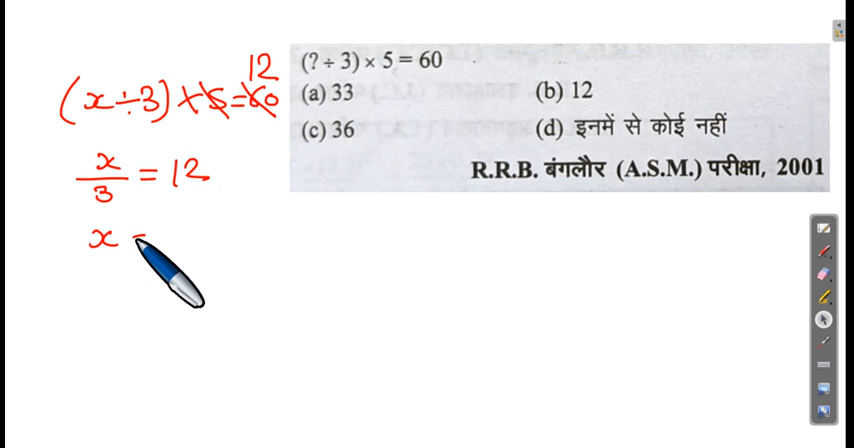 (? ÷ 3) × 5 = 60
(a) 33 (b) 12
(c) 36 (d) इनमें से कोई नहीं
R.R.B. बंगलौर (A.S.M.) परीक्षा, 2001
12
(x ÷ 3) × 5 = 60
x/3 = 12
x =